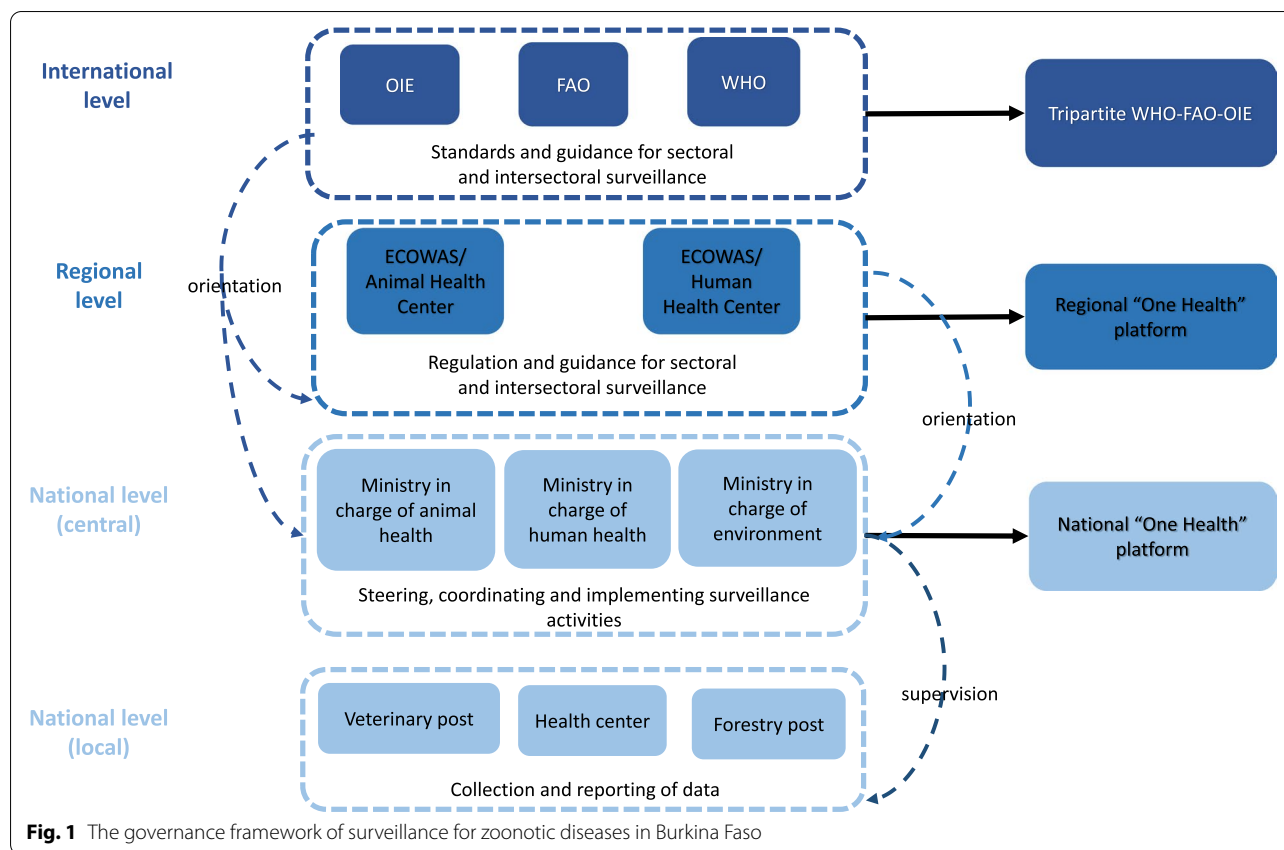 International
level
OIE
FAO
WHO
Standards and guidance for sectoral
and intersectoral surveillance
Tripartite WHO-FAO-OIE
orientation
Regional
level
ECOWAS/
Animal Health
Center
ECOWAS/
Human
Health Center
Regulation and guidance for sectoral
and intersectoral surveillance
Regional “One Health”
platform
orientation
National level
(central)
Ministry in
charge of animal
health
Ministry in
charge of
human health
Ministry in
charge of
environment
Steering, coordinating and implementing surveillance
activities
National “One Health”
platform
supervision
National level
(local)
Veterinary post
Health center
Forestry post
Collection and reporting of data
Fig. 1 The governance framework of surveillance for zoonotic diseases in Burkina Faso